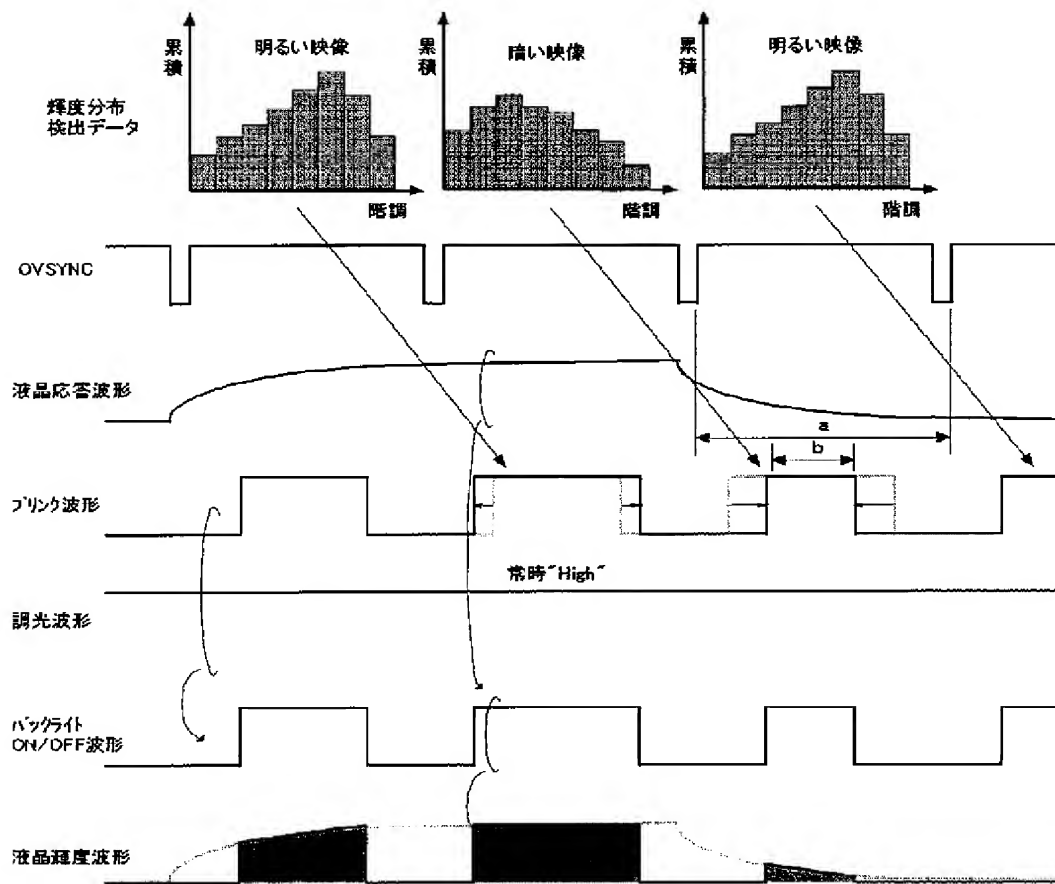 累積
明るい映像
階調
累積
暗い映像
階調
累積
明るい映像
階調
輝度分布
検出データ
OVSYNC
液晶応答波形
a
b
ブリンク波形
常時"High"
調光波形
バックライト
ON/OFF波形
液晶輝度波形